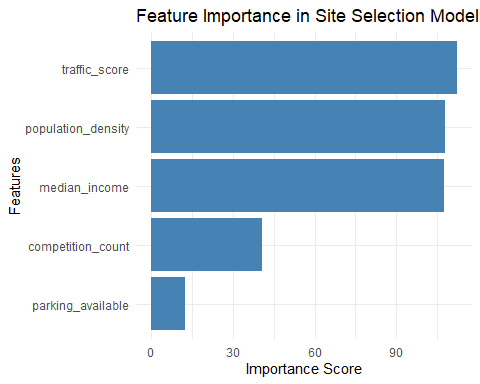 Feature Importance in Site Selection Model
Features
traffic_score
population_density
median_income
competition_count
parking_available
0 30 60 90
Importance Score